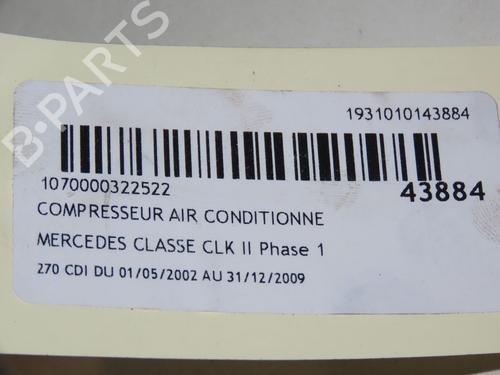 B-PARTS
1931010143884
1070000322522
43884
COMPRESSEUR AIR CONDITIONNE
MERCEDES CLASSE CLK II Phase 1
270 CDI DU 01/05/2002 AU 31/12/2009